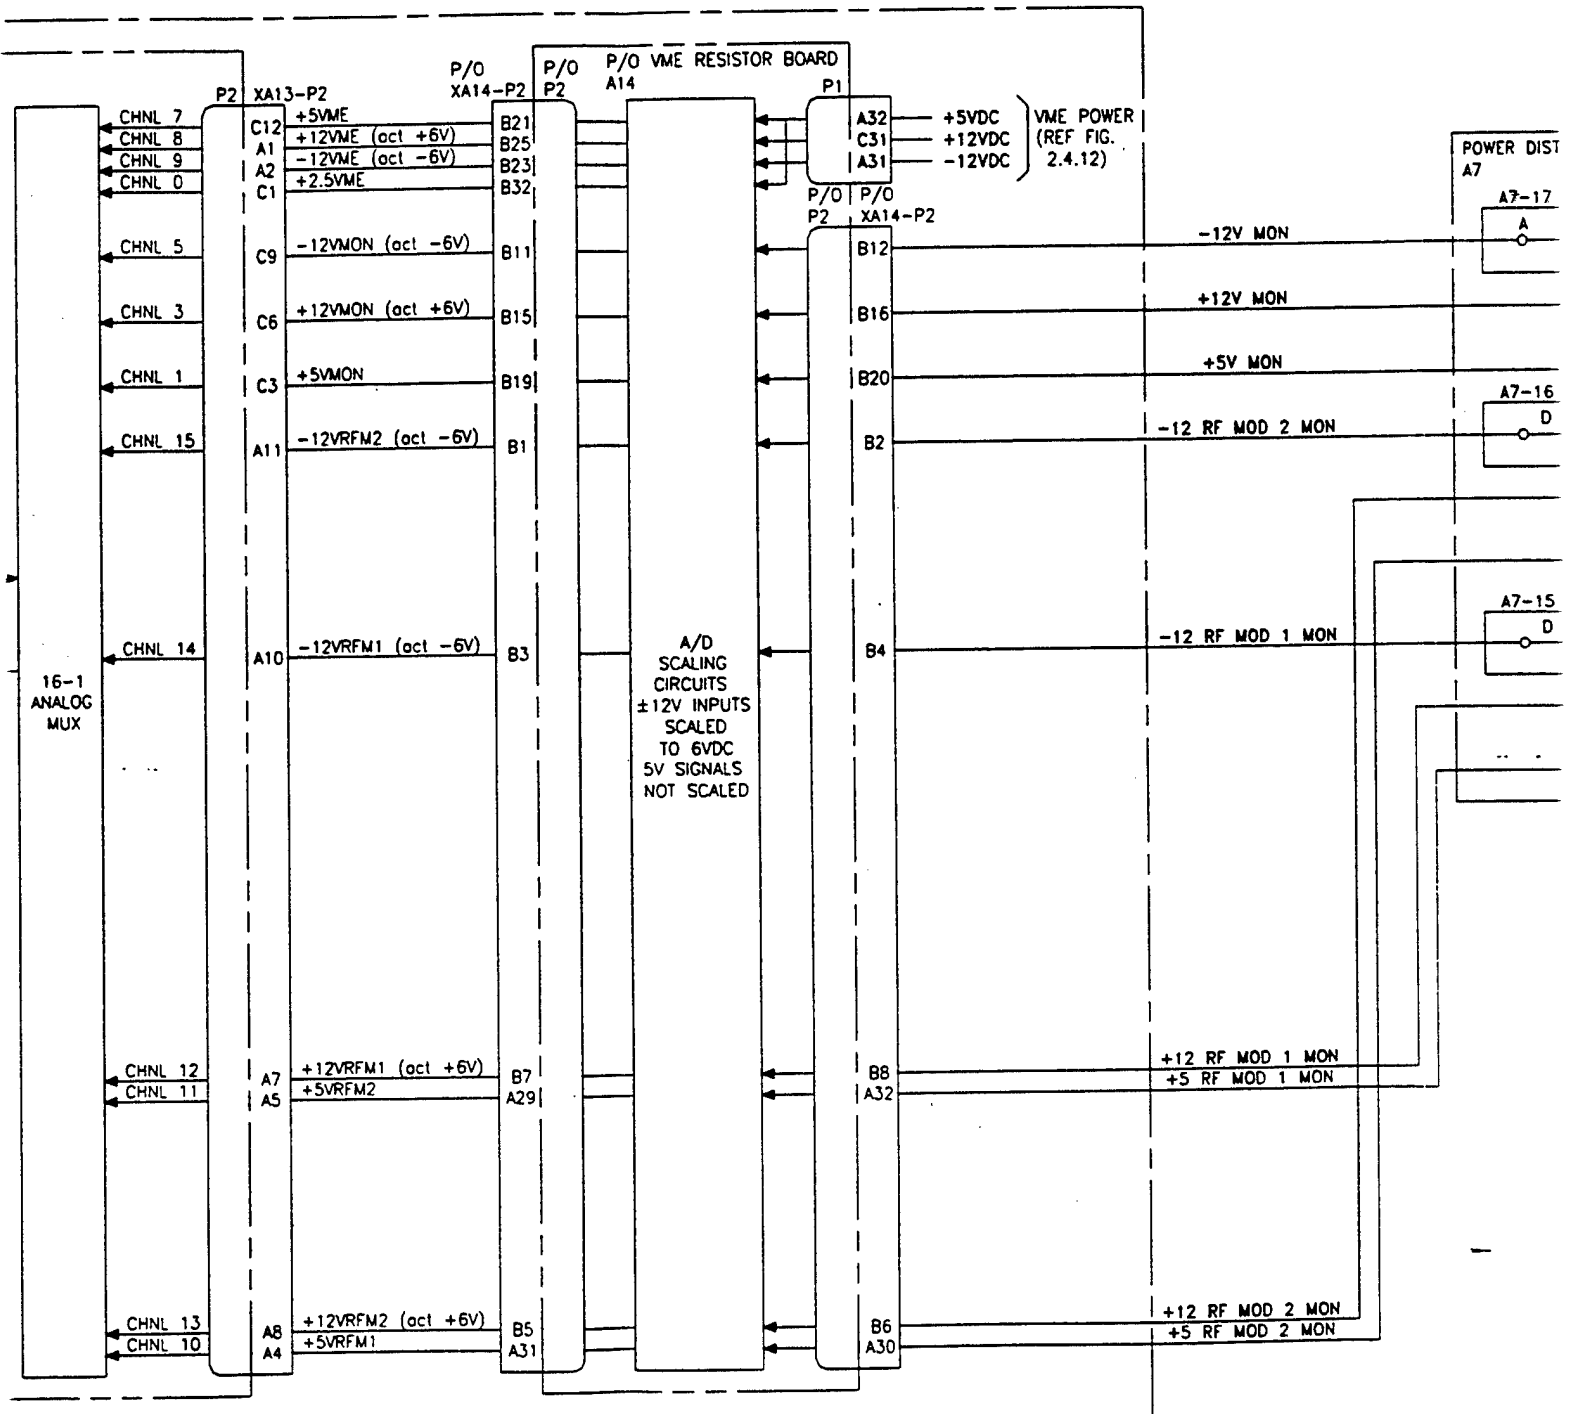 P/O VME RESISTOR BOARD
A14
P/O
XA14-P2
P/O
P2
P2 XA13-P2
P1
CHNL 7
C12
+5VME
B21
A32
+5VDC
CHNL 8
A1
+12VME (act +6V)
B25
C31
+12VDC
CHNL 9
A2
-12VME (act -6V)
B23
A31
-12VDC
CHNL 0
C1
+2.5VME
B32
VME POWER
(REF FIG.
2.4.12)
POWER DIST
A7
P/O
P2
P/O
XA14-P2
A7-17
A
CHNL 5
C9
-12VMON (act -6V)
B11
B12
-12V MON
CHNL 3
C6
+12VMON (act +6V)
B15
B16
+12V MON
CHNL 1
C3
+5VMON
B19
B20
+5V MON
A7-16
D
CHNL 15
A11
-12VRFM2 (act -6V)
B1
B2
-12 RF MOD 2 MON
A7-15
D
CHNL 14
A10
-12VRFM1 (act -6V)
B3
B4
-12 RF MOD 1 MON
16-1
ANALOG
MUX
A/D
SCALING
CIRCUITS
±12V INPUTS
SCALED
TO 6VDC
5V SIGNALS
NOT SCALED
CHNL 12
A7
+12VRFM1 (act +6V)
B7
B8
+12 RF MOD 1 MON
CHNL 11
A5
+5VRFM2
A29
A32
+5 RF MOD 1 MON
CHNL 13
A8
+12VRFM2 (act +6V)
B5
B6
+12 RF MOD 2 MON
CHNL 10
A4
+5VRFM1
A31
A30
+5 RF MOD 2 MON